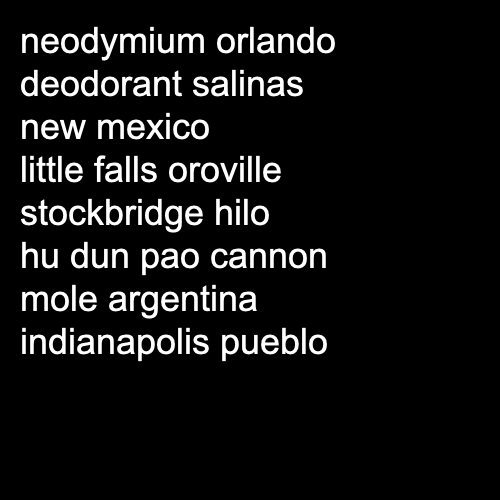 neodymium orlando
deodorant salinas
new mexico
little falls oroville
stockbridge hilo
hu dun pao cannon
mole argentina
indianapolis pueblo